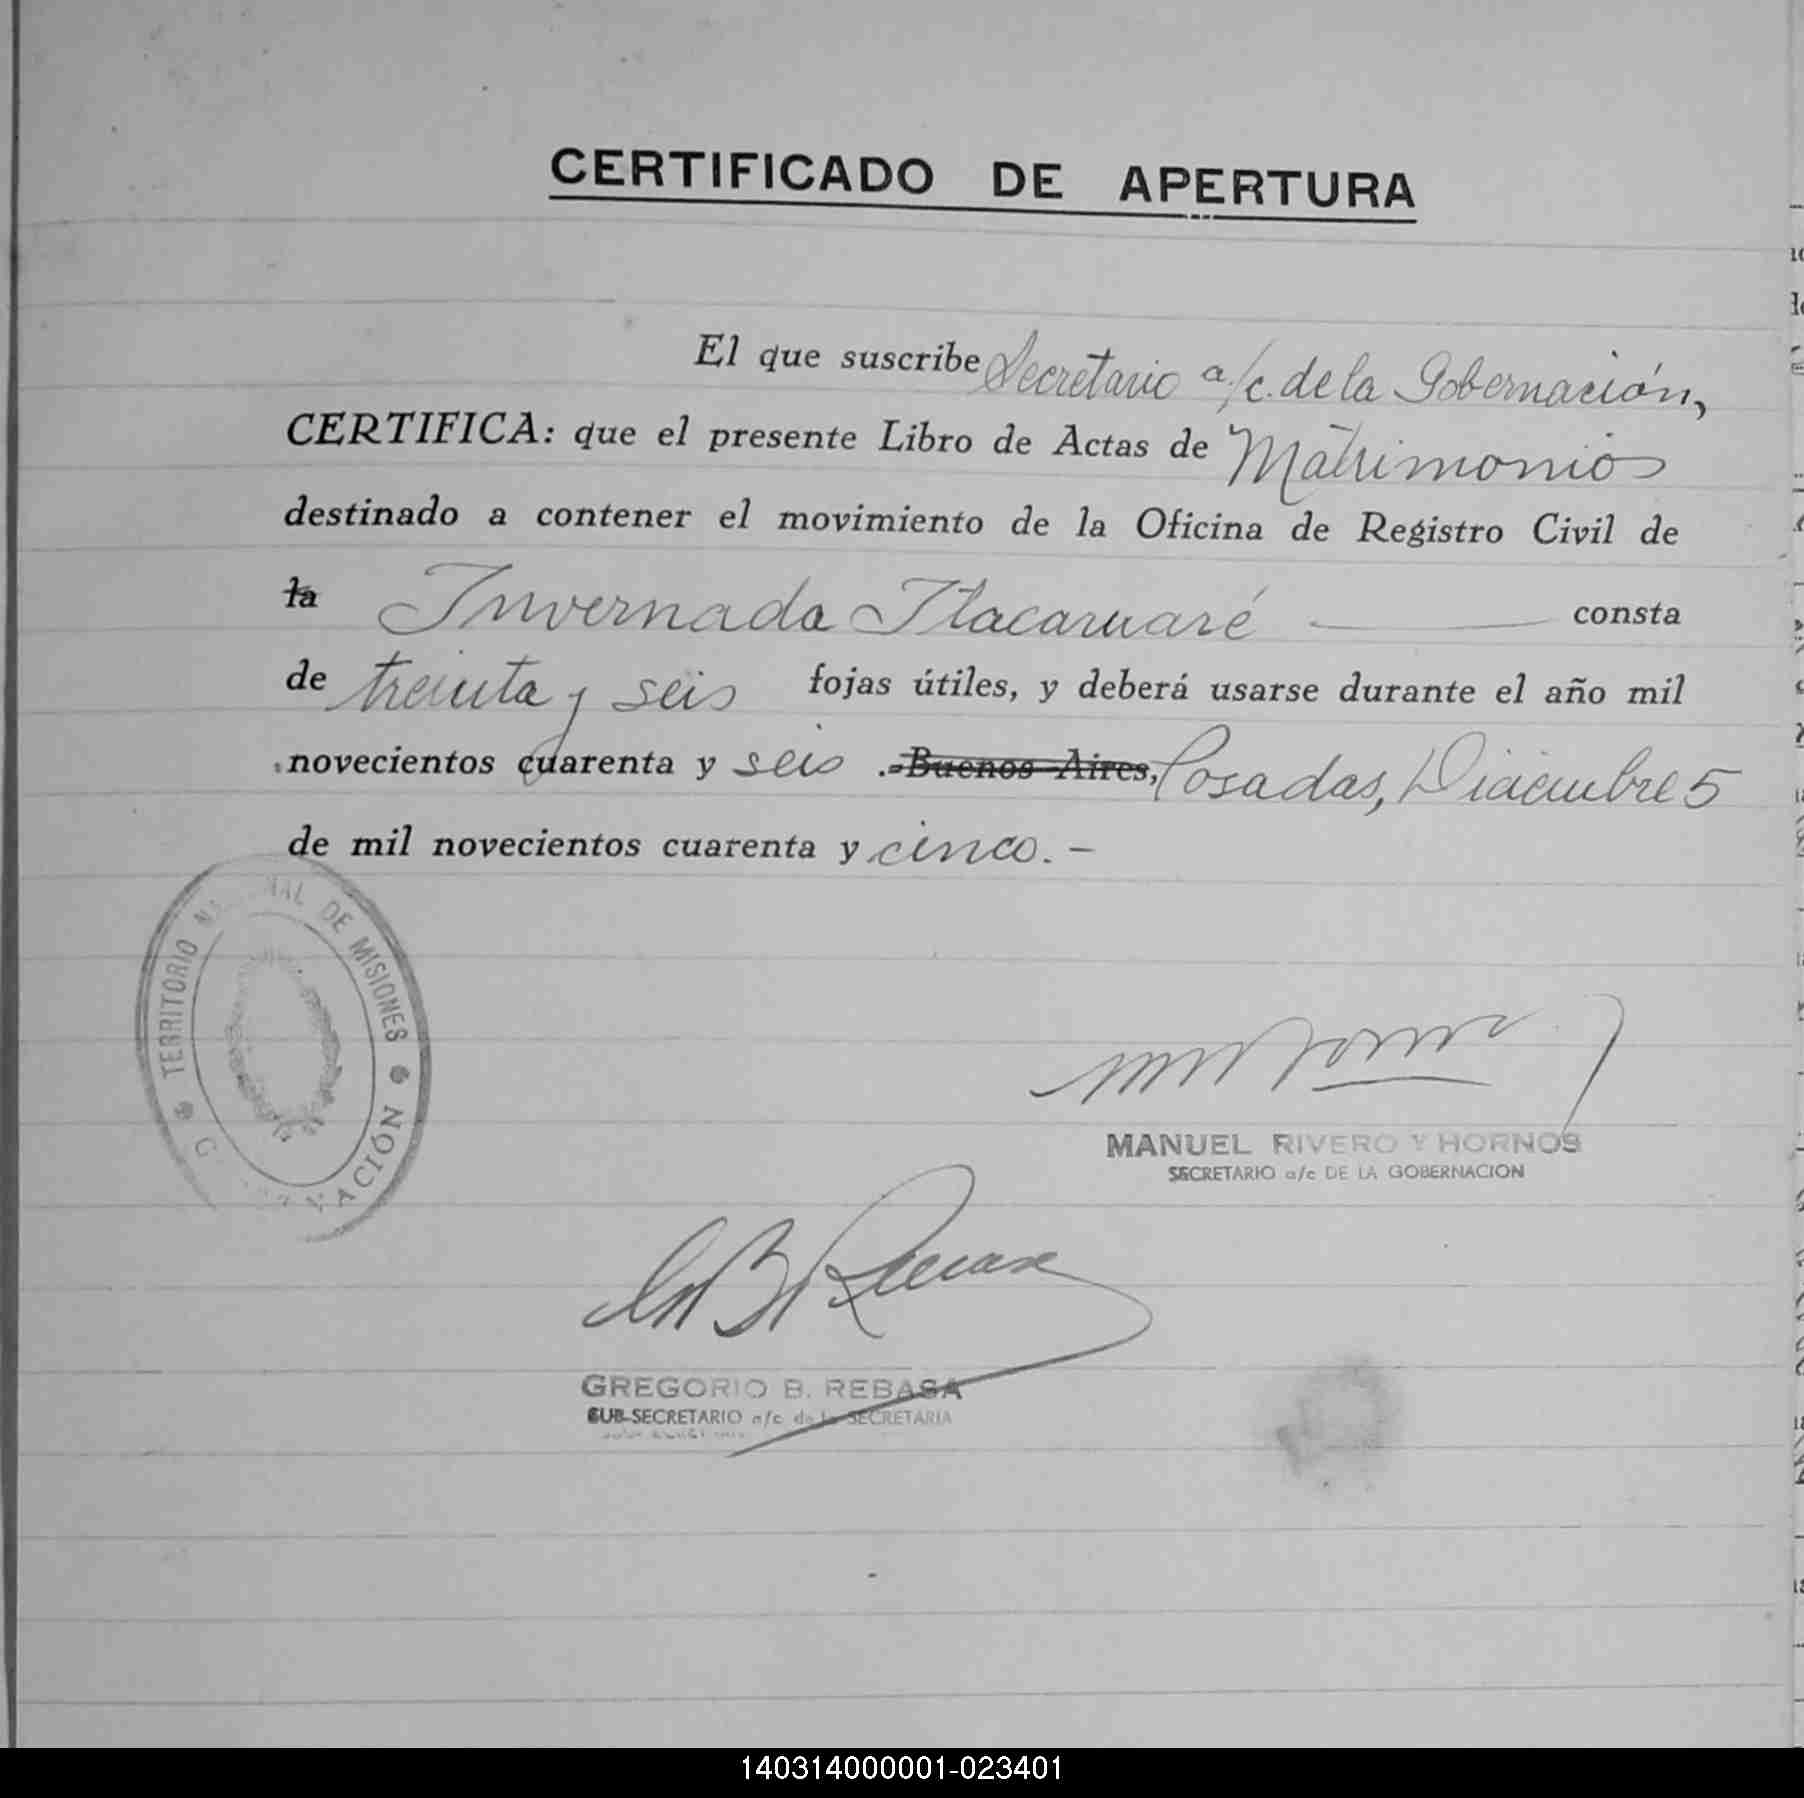 CERTIFICADO DE APERTURA
El que suscribe Secretario a/c. de la Gobernación,
CERTIFICA: que el presente Libro de Actas de Matrimonios
destinado a contener el movimiento de la Oficina de Registro Civil de
la Invernada Itacaruaré consta
de treinta y seis fojas útiles, y deberá usarse durante el año mil
novecientos cuarenta y seis .-Buenos Aires, Posadas, Diciembre 5
de mil novecientos cuarenta y cinco.-
TERRITORIO NACIONAL DE MISIONES
MANUEL RIVERO Y HORNOS
SECRETARIO a/c DE LA GOBERNACION
GREGORIO B. REBASA
SUB-SECRETARIO a/c de la SECRETARIA
140314000001-023401